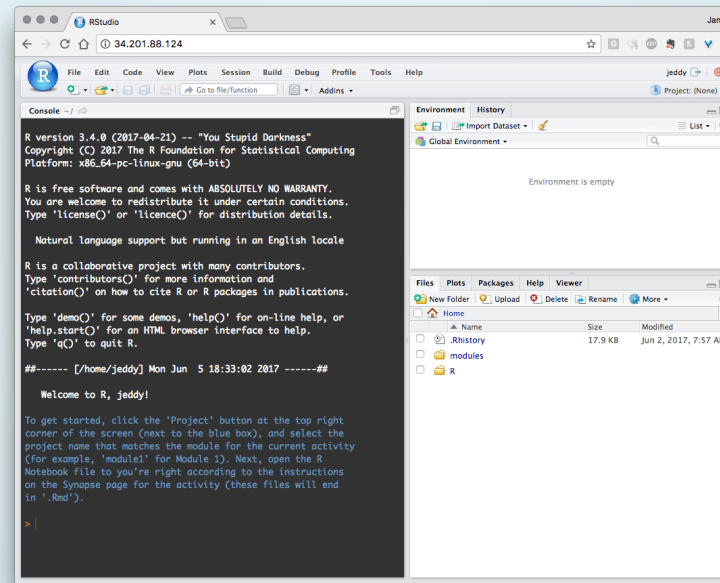 RStudio
Jan
34.201.88.124
R
File Edit Code View Plots Session Build Debug Profile Tools Help
jeddy
Go to file/function
Addins
Project: (None)
Console ~/
R version 3.4.0 (2017-04-21) -- "You Stupid Darkness"
Copyright (C) 2017 The R Foundation for Statistical Computing
Platform: x86_64-pc-linux-gnu (64-bit)
R is free software and comes with ABSOLUTELY NO WARRANTY.
You are welcome to redistribute it under certain conditions.
Type 'license()' or 'licence()' for distribution details.
Natural language support but running in an English locale
R is a collaborative project with many contributors.
Type 'contributors()' for more information and
'citation()' on how to cite R or R packages in publications.
Type 'demo()' for some demos, 'help()' for on-line help, or
'help.start()' for an HTML browser interface to help.
Type 'q()' to quit R.
##------ [/home/jeddy] Mon Jun  5 18:33:02 2017 ------##
Welcome to R, jeddy!
To get started, click the 'Project' button at the top right
corner of the screen (next to the blue box), and select the
project name that matches the module for the current activity
(for example, 'module1' for Module 1). Next, open the R
Notebook file to you're right according to the instructions
on the Synapse page for the activity (these files will end
in '.Rmd').
>
Environment History
Import Dataset
List
Global Environment
Environment is empty
Files Plots Packages Help Viewer
New Folder Upload Delete Rename More
Home
Name Size Modified
.Rhistory 17.9 KB Jun 2, 2017, 7:57 AM
modules
R